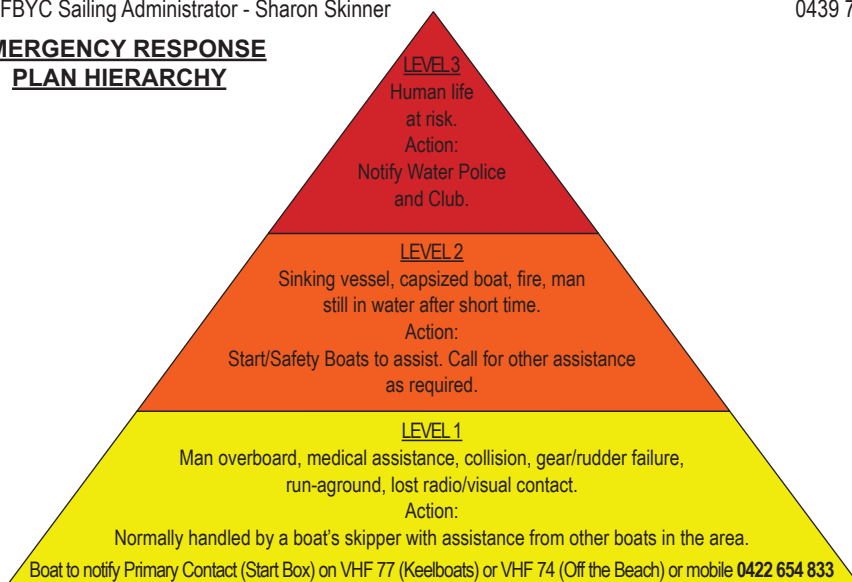 FBYC Sailing Administrator - Sharon Skinner 0439 7
MERGENCY RESPONSE
PLAN HIERARCHY
LEVEL 3
Human life
at risk.
Action:
Notify Water Police
and Club.
LEVEL 2
Sinking vessel, capsized boat, fire, man
still in water after short time.
Action:
Start/Safety Boats to assist. Call for other assistance
as required.
LEVEL 1
Man overboard, medical assistance, collision, gear/rudder failure,
run-aground, lost radio/visual contact.
Action:
Normally handled by a boat's skipper with assistance from other boats in the area.
Boat to notify Primary Contact (Start Box) on VHF 77 (Keelboats) or VHF 74 (Off the Beach) or mobile 0422 654 833